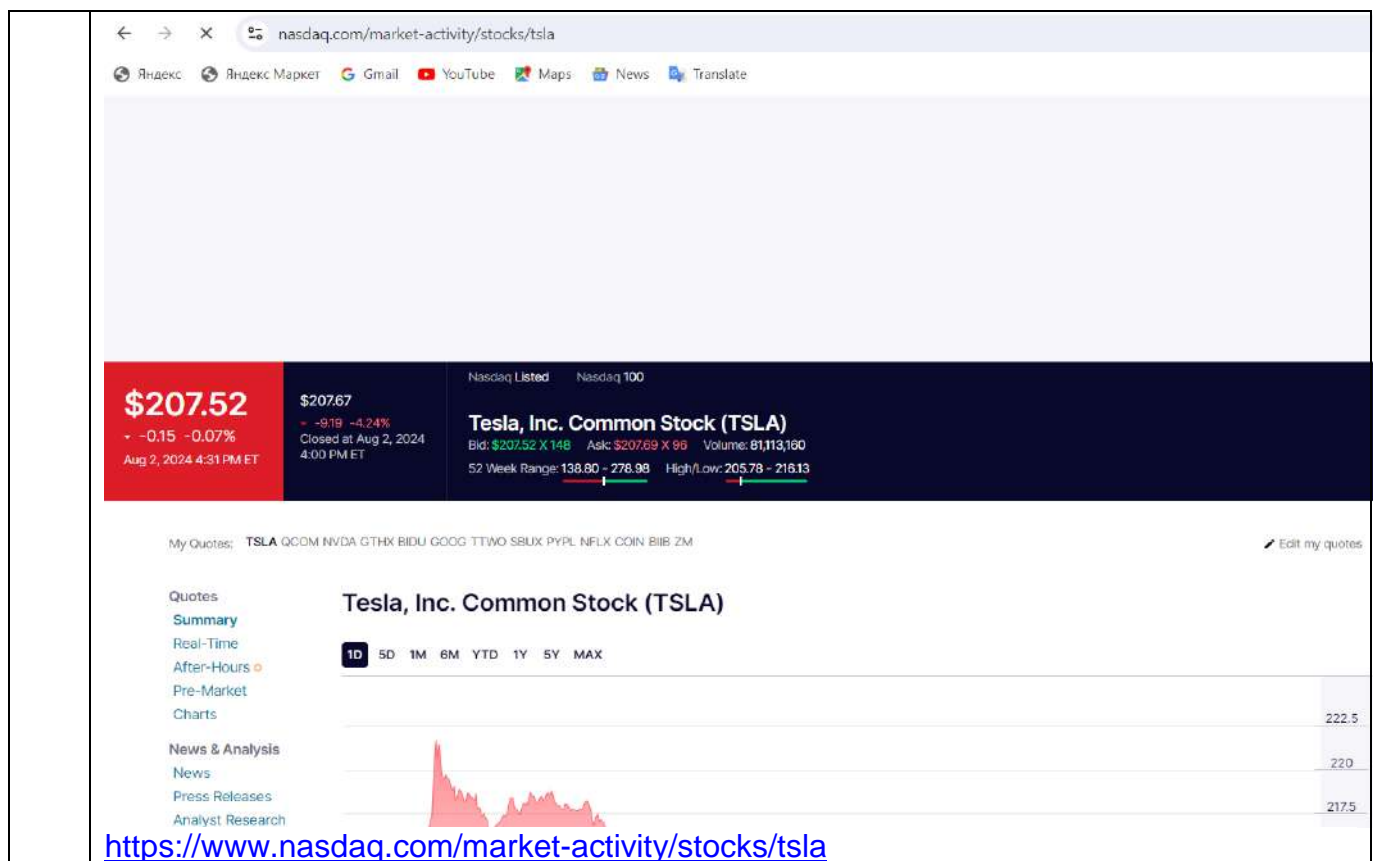 nasdaq.com/market-activity/stocks/tsla
Яндекс Яндекс Маркет Gmail YouTube Maps News Translate
$207.52
-0.15 -0.07%
Aug 2, 2024 4:31 PM ET
$207.67
-9.19 -4.24%
Closed at Aug 2, 2024
4:00 PM ET
Nasdaq Listed Nasdaq 100
Tesla, Inc. Common Stock (TSLA)
Bid: $207.52 X 148 Ask: $207.69 X 96 Volume: 81,113,160
52 Week Range: 138.80 - 278.98 High/Low: 205.78 - 216.13
My Quotes: TSLA QCOM NVDA GTHX BIDU GOOG TTWO SBUX PYPL NFLX COIN BIIB ZM
Edit my quotes
Quotes
Summary
Real-Time
After-Hours
Pre-Market
Charts
News & Analysis
News
Press Releases
Analyst Research
Tesla, Inc. Common Stock (TSLA)
1D 5D 1M 6M YTD 1Y 5Y MAX
222.5
220
217.5
https://www.nasdaq.com/market-activity/stocks/tsla